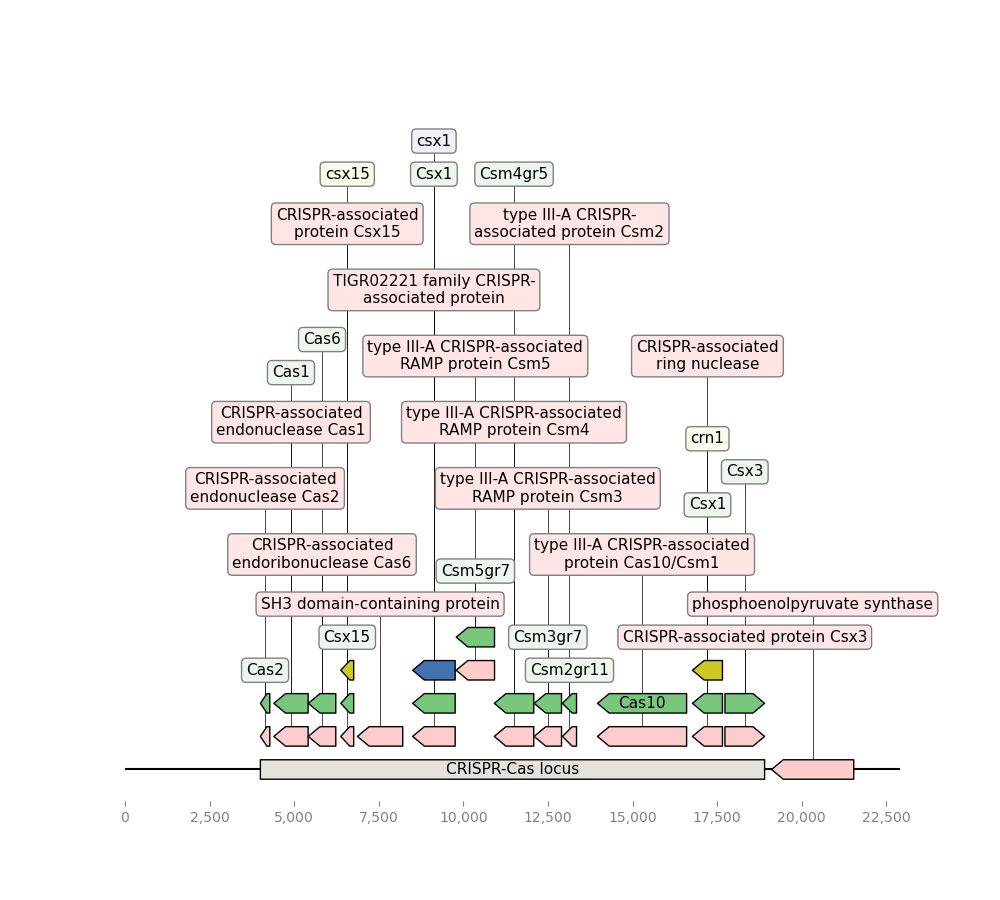 csx1
csx15
Csx1
Csm4gr5
CRISPR-associated
protein Csx15
type III-A CRISPR-
associated protein Csm2
TIGR02221 family CRISPR-
associated protein
Cas6
type III-A CRISPR-associated
RAMP protein Csm5
CRISPR-associated
ring nuclease
Cas1
CRISPR-associated
endonuclease Cas1
type III-A CRISPR-associated
RAMP protein Csm4
crn1
Csx3
CRISPR-associated
endonuclease Cas2
type III-A CRISPR-associated
RAMP protein Csm3
Csx1
CRISPR-associated
endoribonuclease Cas6
type III-A CRISPR-associated
protein Cas10/Csm1
Csm5gr7
SH3 domain-containing protein
phosphoenolpyruvate synthase
Csx15
Csm3gr7
CRISPR-associated protein Csx3
Cas2
Csm2gr11
Cas10
CRISPR-Cas locus
0
2,500
5,000
7,500
10,000
12,500
15,000
17,500
20,000
22,500